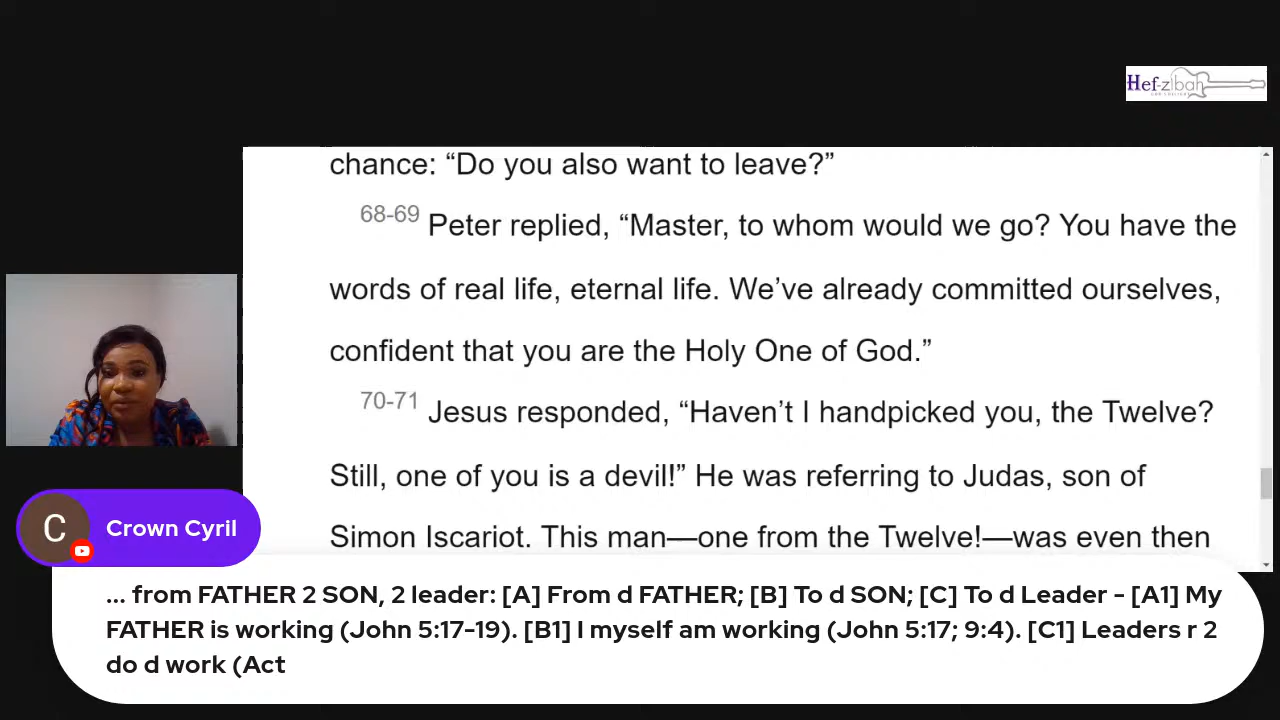 Hef-zibah
chance: “Do you also want to leave?”
68-69 Peter replied, “Master, to whom would we go? You have the
words of real life, eternal life. We’ve already committed ourselves,
confident that you are the Holy One of God.”
70-71 Jesus responded, “Haven’t I handpicked you, the Twelve?
Still, one of you is a devil!” He was referring to Judas, son of
Simon Iscariot. This man—one from the Twelve!—was even then
C
Crown Cyril
... from FATHER 2 SON, 2 leader: [A] From d FATHER; [B] To d SON; [C] To d Leader - [A1] My
FATHER is working (John 5:17-19). [B1] I myself am working (John 5:17; 9:4). [C1] Leaders r 2
do d work (Act